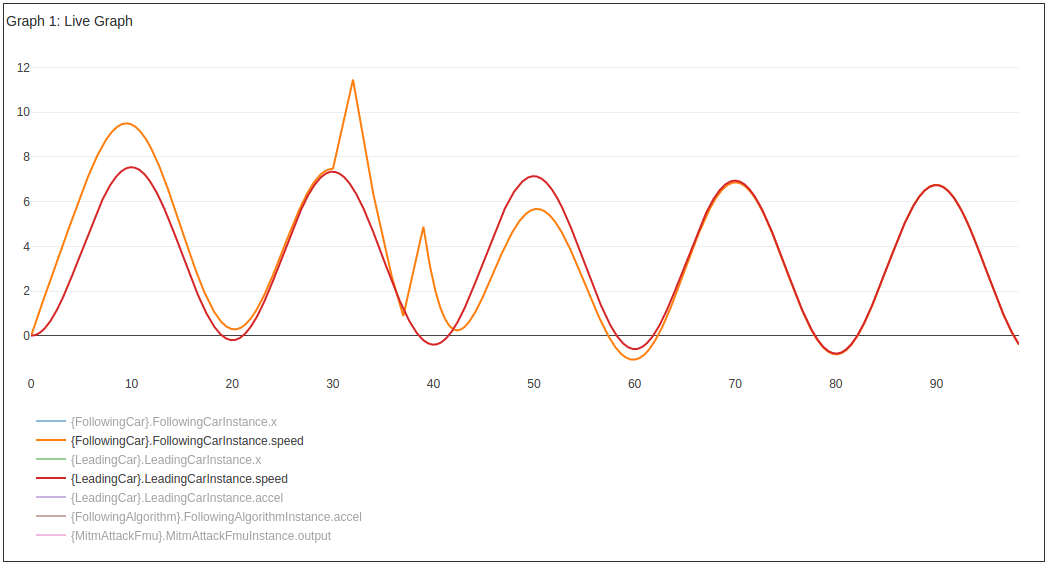 Graph 1: Live Graph
12
10
8
6
4
2
0
0 10 20 30 40 50 60 70 80 90
{FollowingCar}.FollowingCarInstance.x
{FollowingCar}.FollowingCarInstance.speed
{LeadingCar}.LeadingCarInstance.x
{LeadingCar}.LeadingCarInstance.speed
{LeadingCar}.LeadingCarInstance.accel
{FollowingAlgorithm}.FollowingAlgorithmInstance.accel
{MitmAttackFmu}.MitmAttackFmuInstance.output